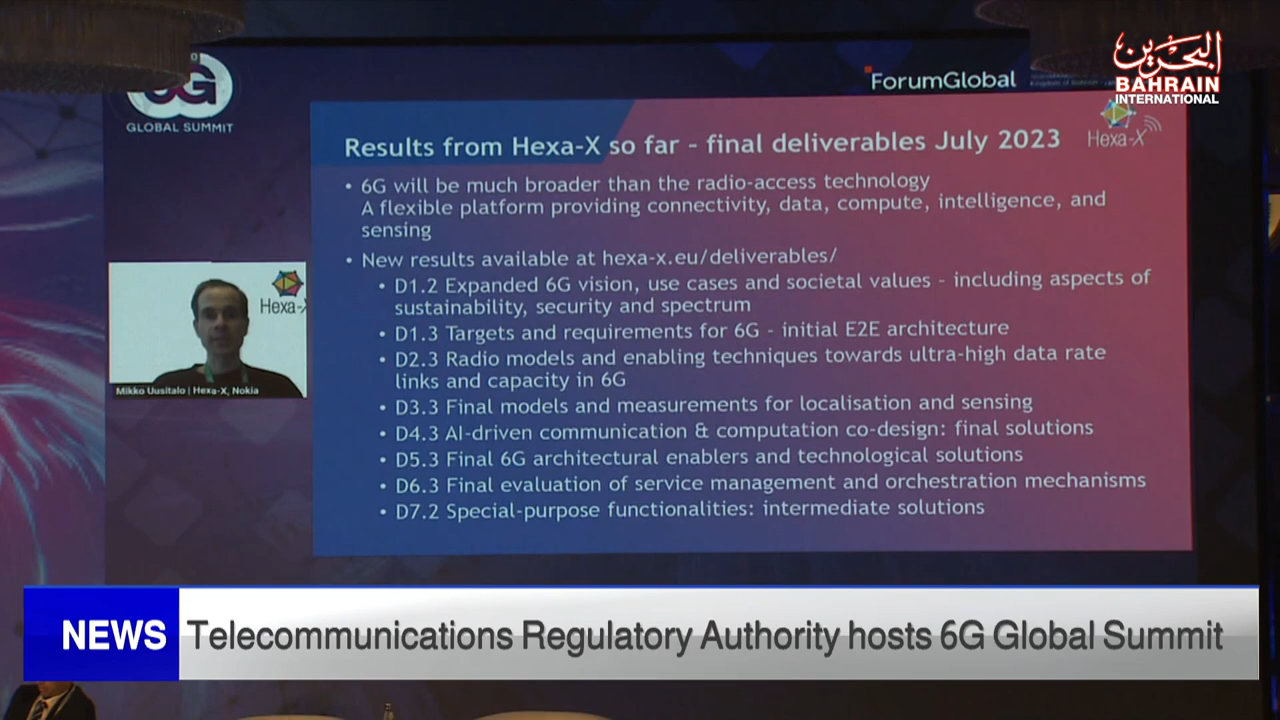 البحرين
BAHRAIN
INTERNATIONAL
ForumGlobal
6G
GLOBAL SUMMIT
Hexa-X
Results from Hexa-X so far - final deliverables July 2023
• 6G will be much broader than the radio-access technology
A flexible platform providing connectivity, data, compute, intelligence, and
sensing
• New results available at hexa-x.eu/deliverables/
• D1.2 Expanded 6G vision, use cases and societal values - including aspects of
sustainability, security and spectrum
• D1.3 Targets and requirements for 6G - initial E2E architecture
• D2.3 Radio models and enabling techniques towards ultra-high data rate
links and capacity in 6G
• D3.3 Final models and measurements for localisation and sensing
• D4.3 AI-driven communication & computation co-design: final solutions
• D5.3 Final 6G architectural enablers and technological solutions
• D6.3 Final evaluation of service management and orchestration mechanisms
• D7.2 Special-purpose functionalities: intermediate solutions
Hexa-X
Mikko Uusitalo | Hexa-X, Nokia
NEWS
Telecommunications Regulatory Authority hosts 6G Global Summit